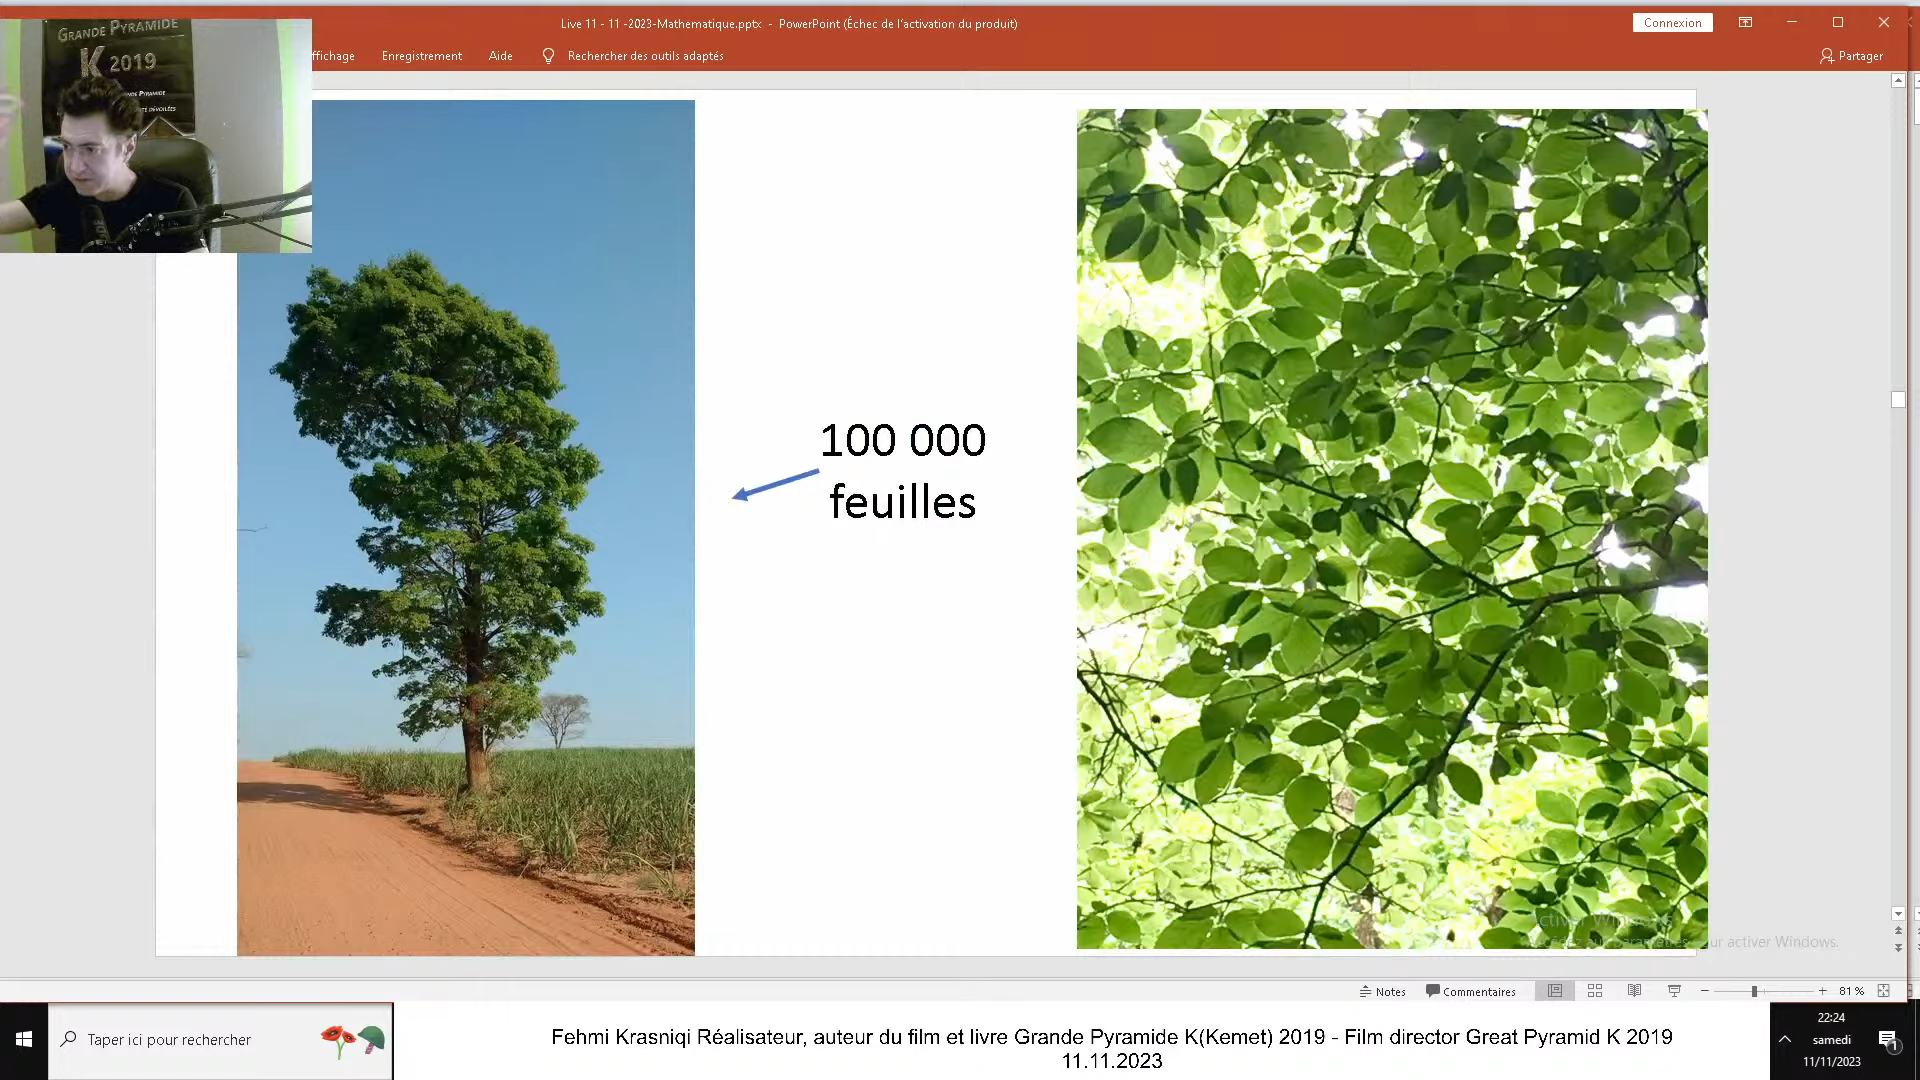 Live 11 - 11 -2023-Mathematique.pptx - PowerPoint (Échec de l'activation du produit)
Connexion
ffichage
Enregistrement
Aide
Rechercher des outils adaptés
Partager
GRANDE PYRAMIDE
K 2019
100 000
feuilles
Activer Windows
pour activer Windows.
Notes
Commentaires
81 %
Taper ici pour rechercher
Fehmi Krasniqi Réalisateur, auteur du film et livre Grande Pyramide K(Kemet) 2019 - Film director Great Pyramid K 2019
11.11.2023
22:24
samedi
11/11/2023
1